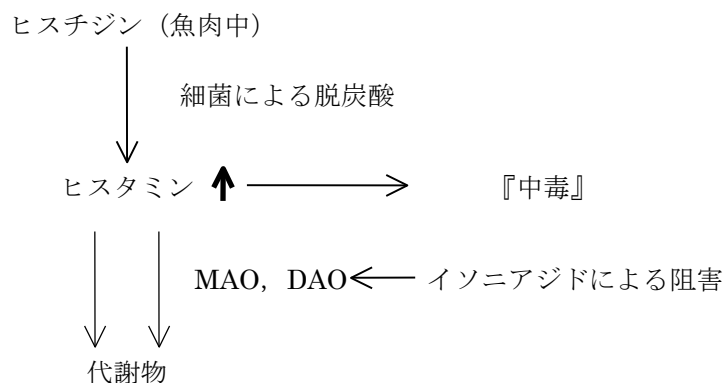 ヒスチジン（魚肉中）
細菌による脱炭酸
ヒスタミン
『中毒』
MAO，DAO
イソニアジドによる阻害
代謝物